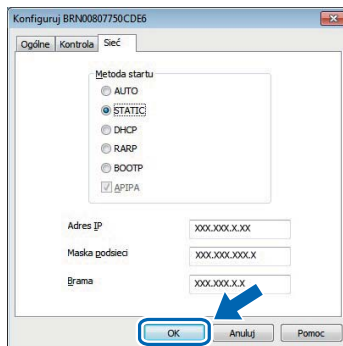 Konfiguruj BRN00807750CDE6
Ogólne Kontrola Sieć
Metoda startu
AUTO
STATIC
DHCP
RARP
BOOTP
APIPA
Adres IP XXX.XXX.X.XX
Maska podsieci XXX.XXX.XXX.X
Brama XXX.XXX.X.X
OK Anuluj Pomoc